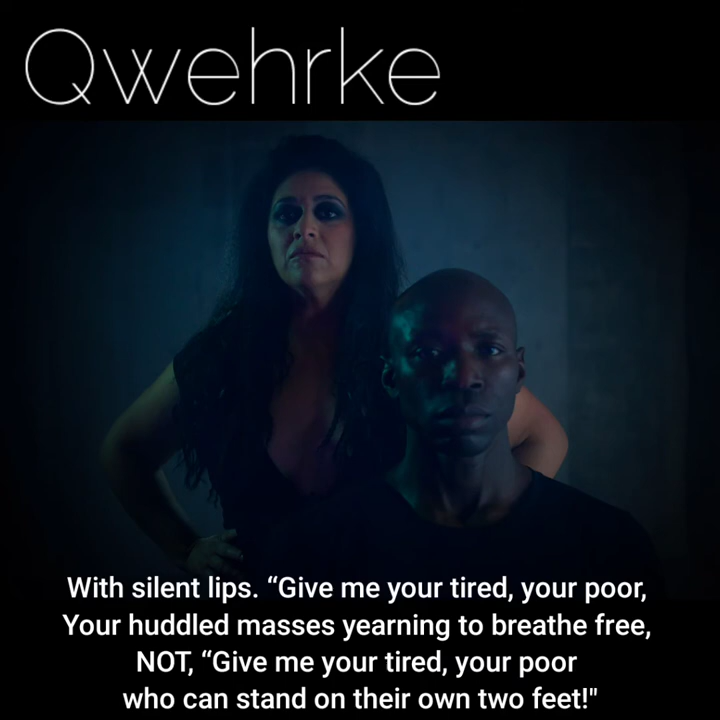 Qwehrke
With silent lips. “Give me your tired, your poor,
Your huddled masses yearning to breathe free,
NOT, “Give me your tired, your poor
who can stand on their own two feet!"